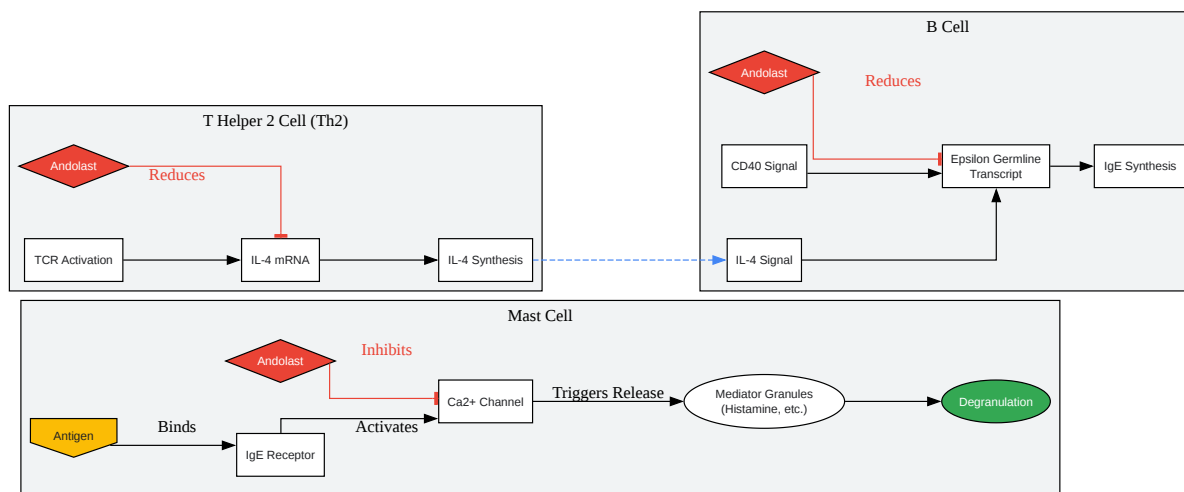 B Cell
Andolast
Reduces
CD40 Signal
Epsilon Germline
Transcript
IgE Synthesis
IL-4 Signal
T Helper 2 Cell (Th2)
Andolast
Reduces
TCR Activation
IL-4 mRNA
IL-4 Synthesis
Mast Cell
Andolast
Inhibits
Ca2+ Channel
Triggers Release
Mediator Granules
(Histamine, etc.)
Degranulation
Antigen
Binds
IgE Receptor
Activates